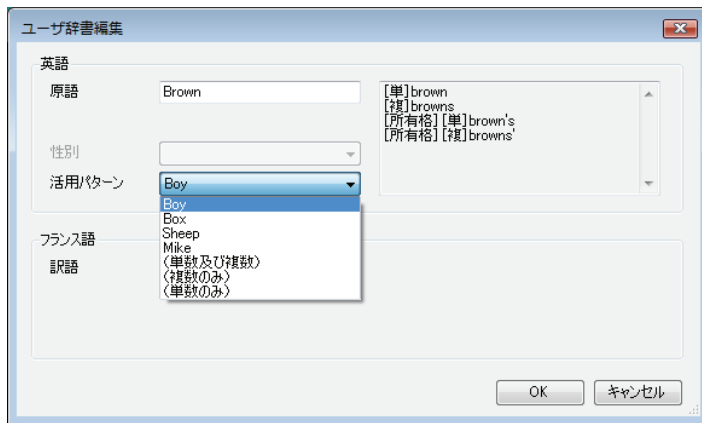 ユーザ辞書編集
英語
原語
Brown
[単]brown
[複]browns
[所有格] [単]brown's
[所有格] [複]browns'
性別
活用パターン
Boy
Boy
Box
Sheep
Mike
(単数及び複数)
(複数のみ)
(単数のみ)
フランス語
訳語
OK
キャンセル